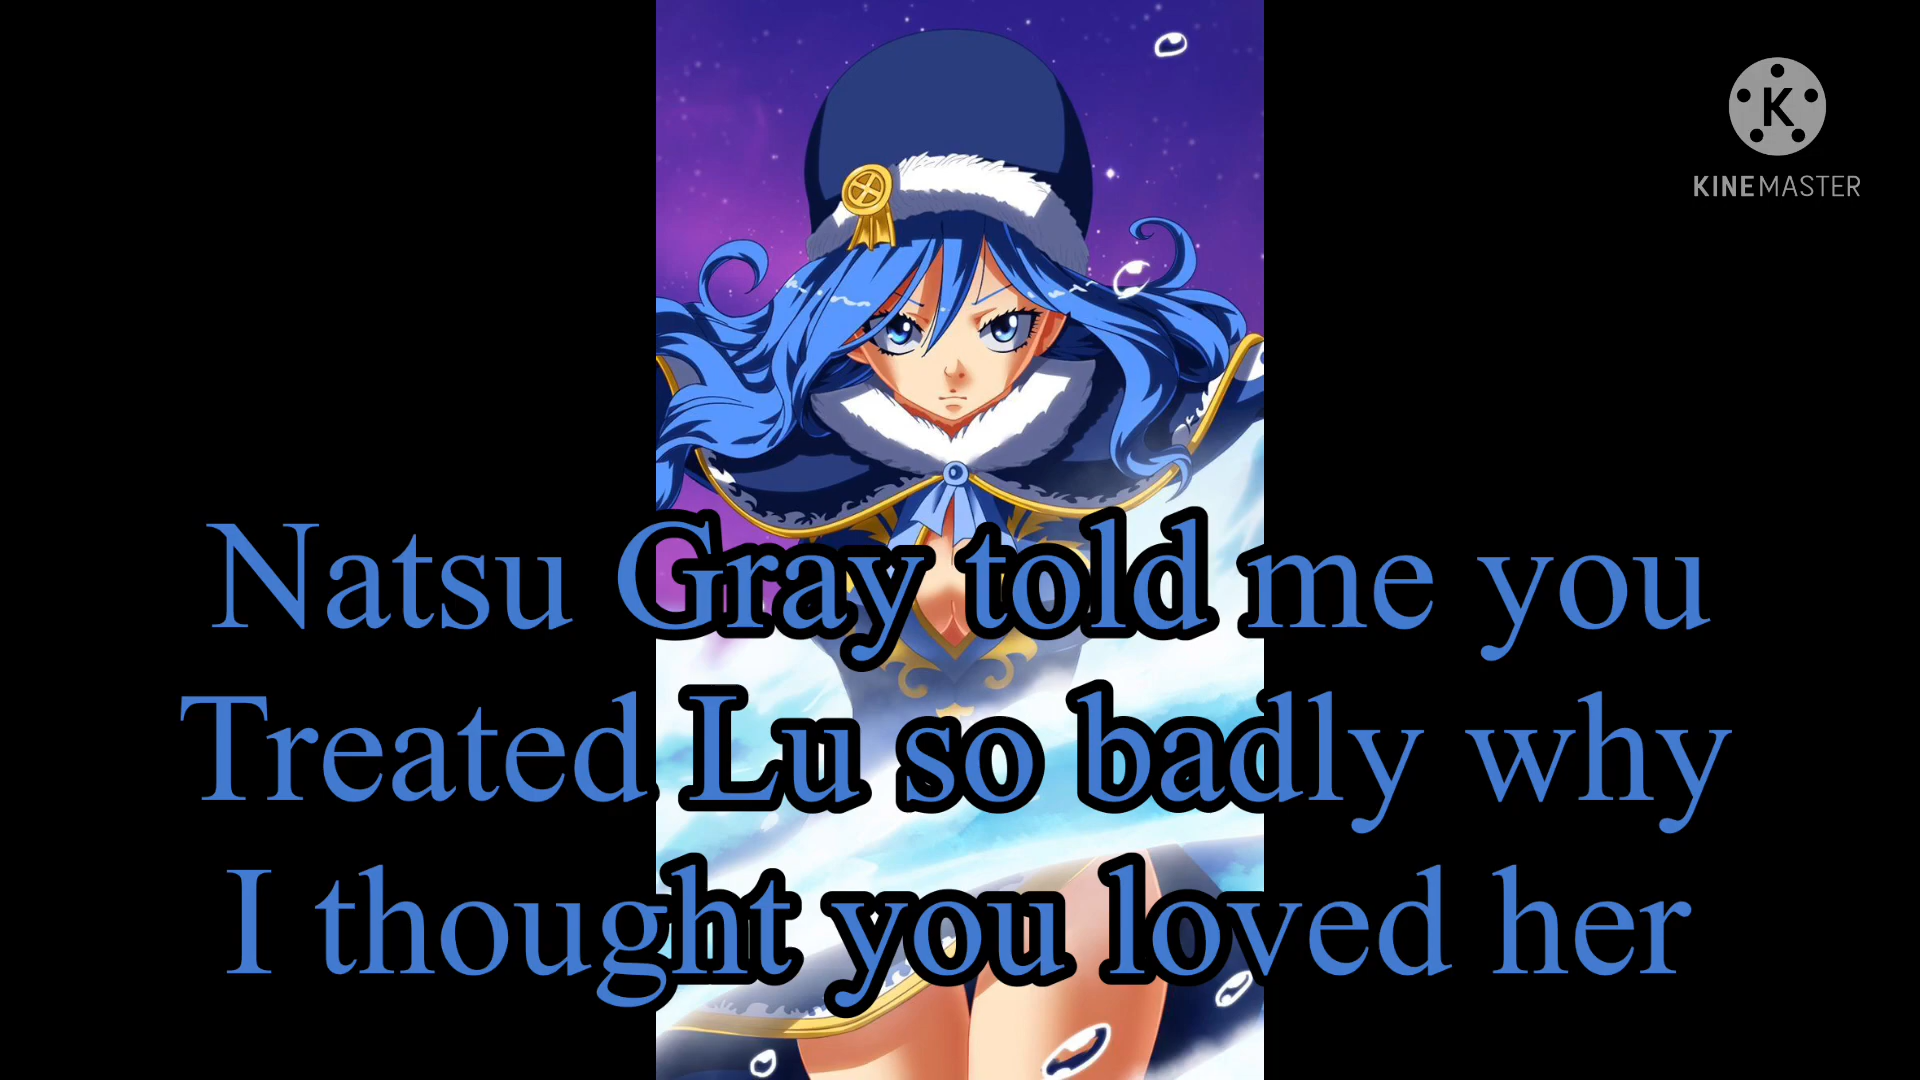 K
KINEMASTER
Natsu Gray told me you
Treated Lu so badly why
I thought you loved her